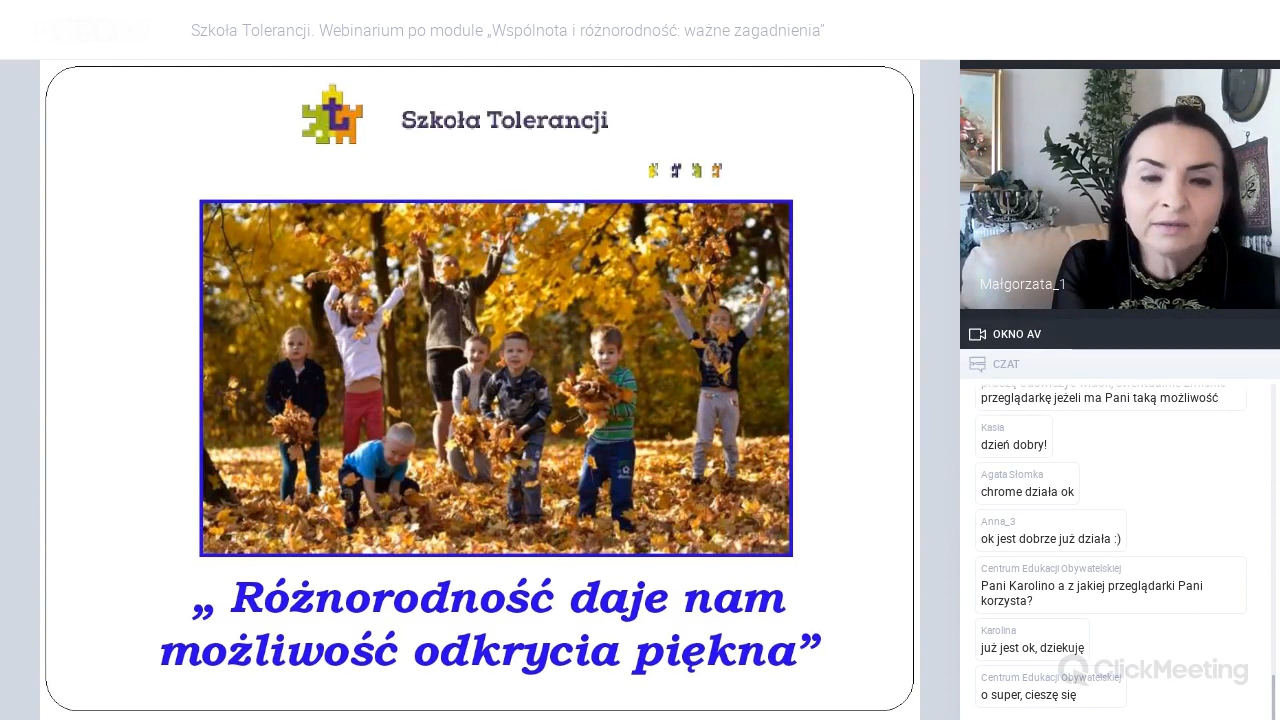 Szkoła Tolerancji. Webinarium po module „Wspólnota i różnorodność: ważne zagadnienia”
Szkoła Tolerancji
„ Różnorodność daje nam
możliwość odkrycia piękna”
Małgorzata_1
OKNO AV
CZAT
przeglądarkę jeżeli ma Pani taką możliwość
Kasia
dzień dobry!
Agata Słomka
chrome działa ok
Anna_3
ok jest dobrze już działa :)
Centrum Edukacji Obywatelskiej
Pani Karolino a z jakiej przeglądarki Pani
korzysta?
Karolina
już jest ok, dziekuję
Centrum Edukacji Obywatelskiej
o super, cieszę się
ClickMeeting